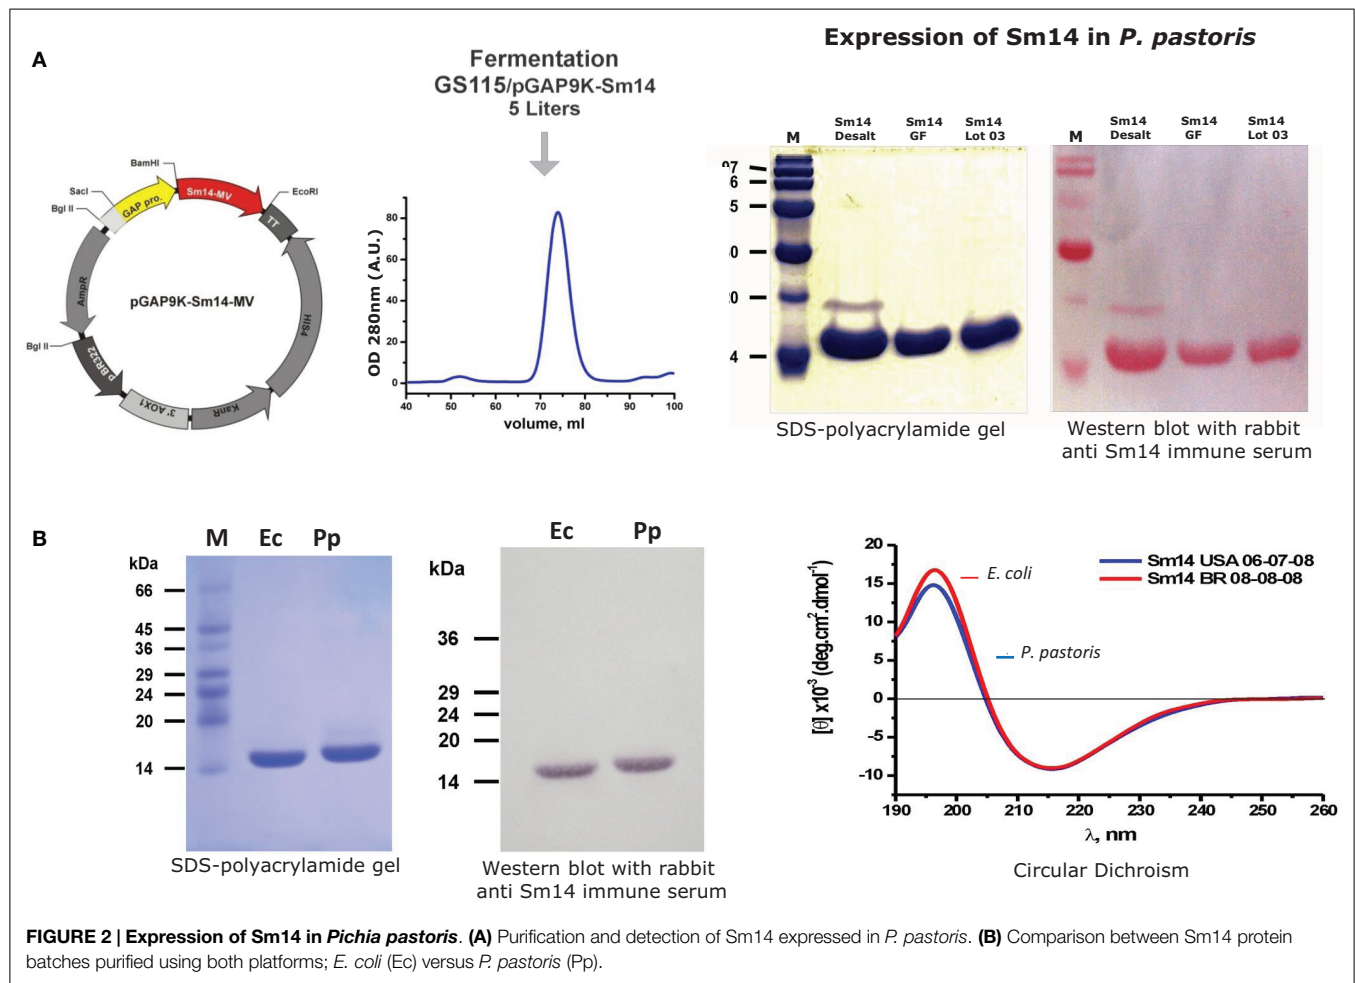 A
Fermentation
GS115/pGAP9K-Sm14
5 Liters
Expression of Sm14 in P. pastoris
BamHI
SacI
Bgl II
GAP pro.
Sm14-MV
EcoRI
TT
AmpR
pGAP9K-Sm14-MV
HIS4
Bgl II
p BR322
3' AOX1
KanR
OD 280nm (A.U.)
80
60
40
20
0
40 50 60 70 80 90 100
volume, ml
M
Sm14 Desalt
Sm14 GF
Sm14 Lot 03
97
6
5
30
20
4
SDS-polyacrylamide gel
M
Sm14 Desalt
Sm14 GF
Sm14 Lot 03
Western blot with rabbit
anti Sm14 immune serum
B
M Ec Pp
kDa
66
45
36
29
24
20
14
SDS-polyacrylamide gel
Ec Pp
kDa
36
29
24
20
14
Western blot with rabbit
anti Sm14 immune serum
[θ] x10⁻³ (deg.cm².dmol⁻¹)
20
15
10
5
0
-5
-10
190 200 210 220 230 240 250 260
λ, nm
Sm14 USA 06-07-08
Sm14 BR 08-08-08
E. coli
P. pastoris
Circular Dichroism
FIGURE 2 | Expression of Sm14 in Pichia pastoris. (A) Purification and detection of Sm14 expressed in P. pastoris. (B) Comparison between Sm14 protein
batches purified using both platforms; E. coli (Ec) versus P. pastoris (Pp).